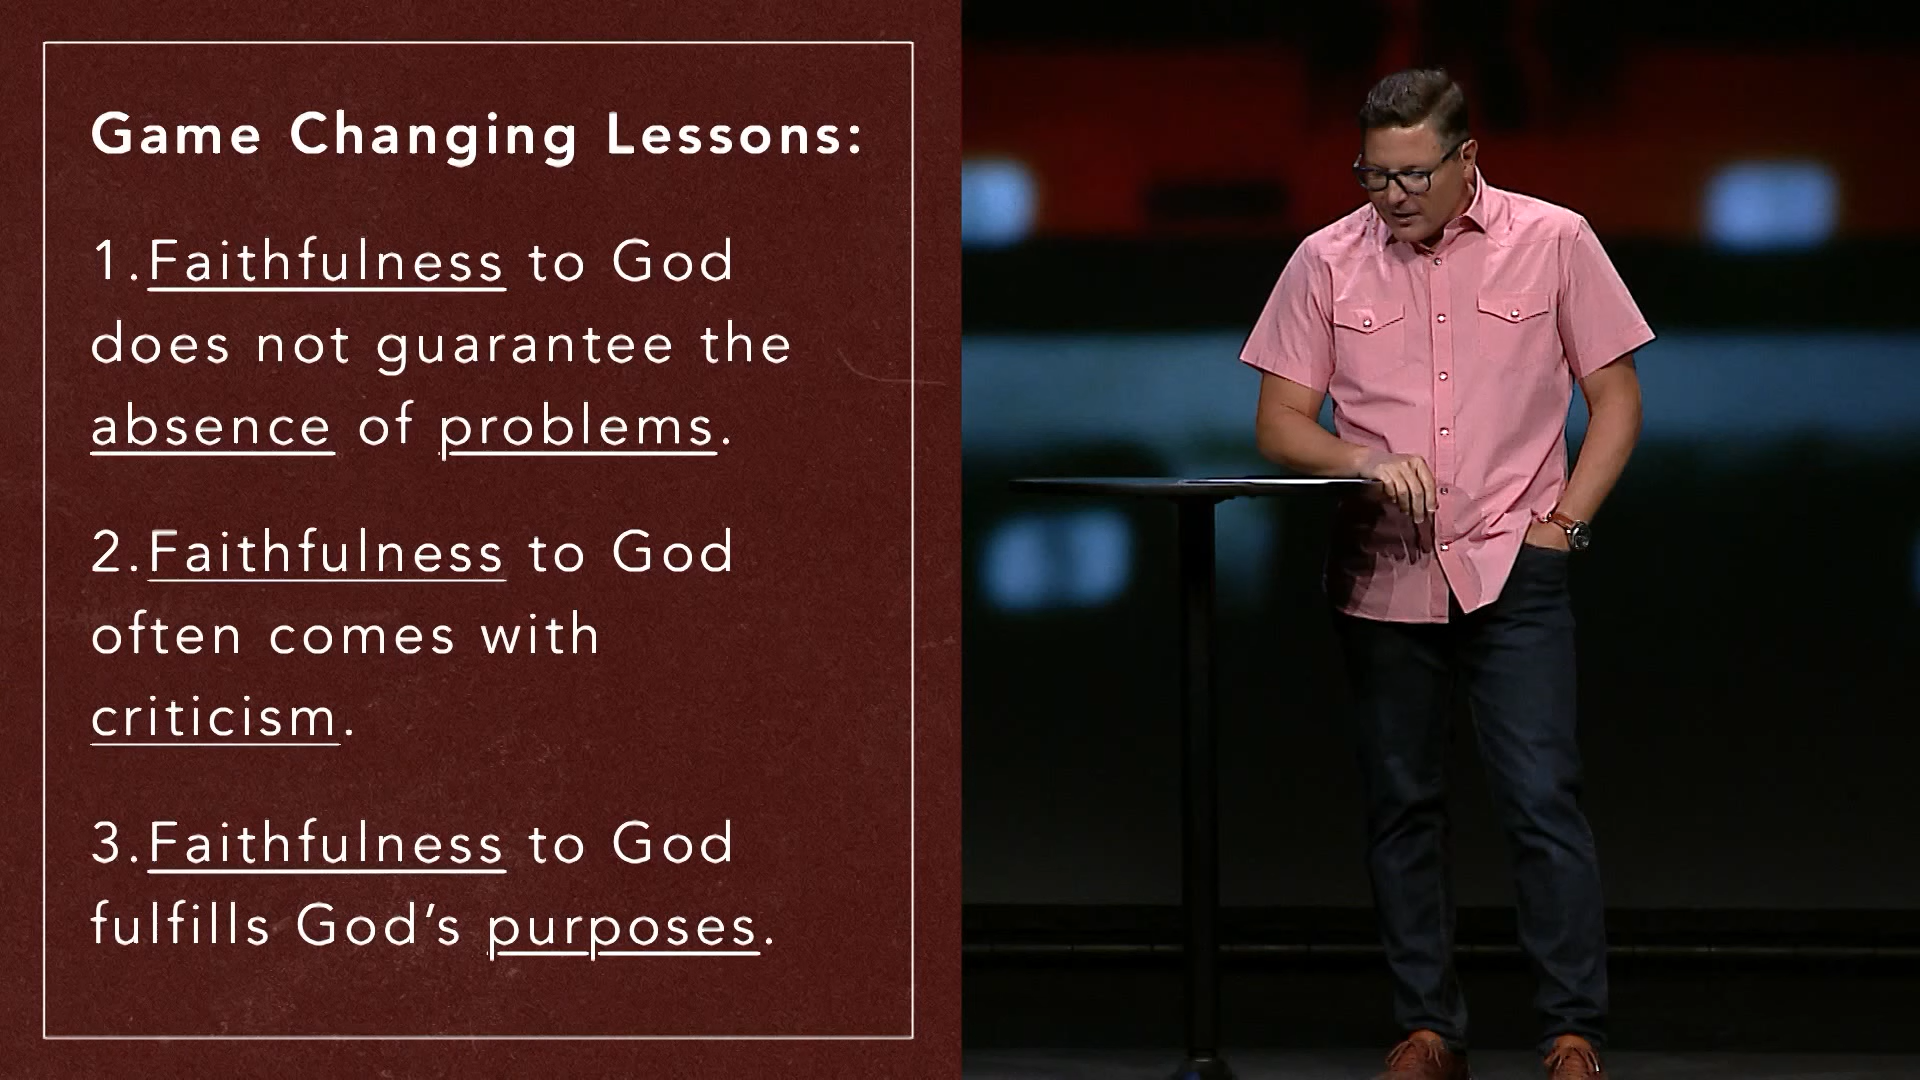 Game Changing Lessons:
1.Faithfulness to God
does not guarantee the
absence of problems.
2.Faithfulness to God
often comes with
criticism.
3.Faithfulness to God
fulfills God’s purposes.